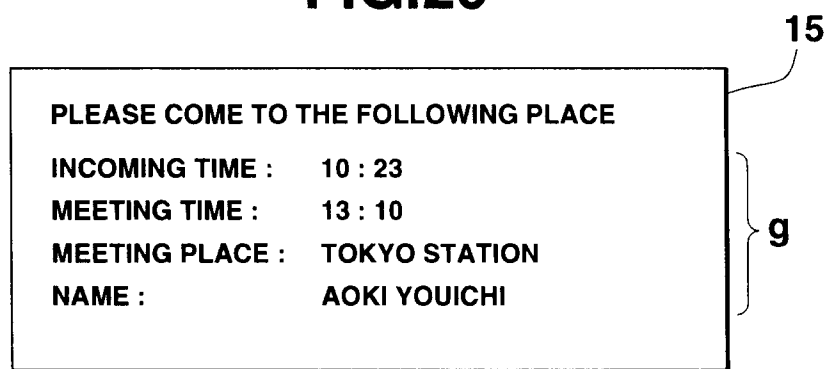 15
PLEASE COME TO THE FOLLOWING PLACE
INCOMING TIME : 10 : 23
MEETING TIME : 13 : 10
MEETING PLACE : TOKYO STATION
NAME : AOKI YOUICHI
g